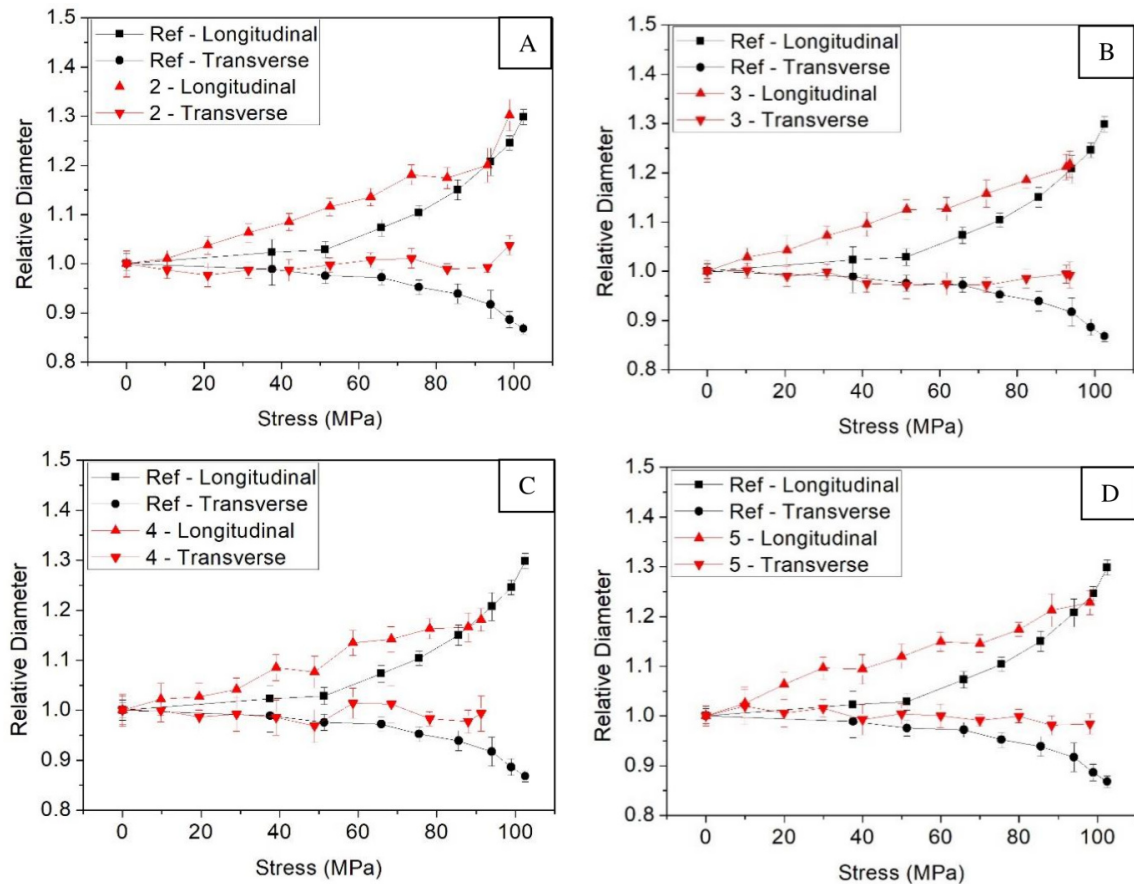 A
Ref - Longitudinal
Ref - Transverse
2 - Longitudinal
2 - Transverse
1.5
1.4
1.3
1.2
1.1
1.0
0.9
0.8
Relative Diameter
0 20 40 60 80 100
Stress (MPa)
B
Ref - Longitudinal
Ref - Transverse
3 - Longitudinal
3 - Transverse
1.5
1.4
1.3
1.2
1.1
1.0
0.9
0.8
Relative Diameter
0 20 40 60 80 100
Stress (MPa)
C
Ref - Longitudinal
Ref - Transverse
4 - Longitudinal
4 - Transverse
1.5
1.4
1.3
1.2
1.1
1.0
0.9
0.8
Relative Diameter
0 20 40 60 80 100
Stress (MPa)
D
Ref - Longitudinal
Ref - Transverse
5 - Longitudinal
5 - Transverse
1.5
1.4
1.3
1.2
1.1
1.0
0.9
0.8
Relative Diameter
0 20 40 60 80 100
Stress (MPa)